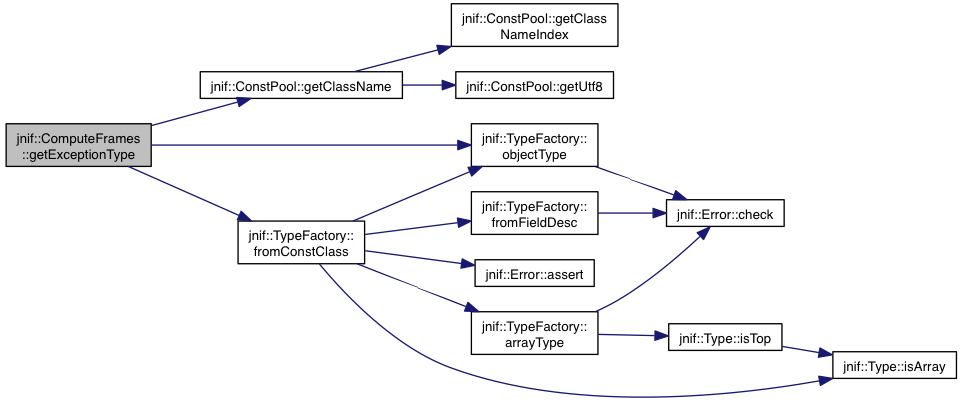 jnif::ConstPool::getClass
NameIndex
jnif::ConstPool::getClassName
jnif::ConstPool::getUtf8
jnif::ComputeFrames
::getExceptionType
jnif::TypeFactory::
objectType
jnif::TypeFactory::
fromFieldDesc
jnif::Error::check
jnif::TypeFactory::
fromConstClass
jnif::Error::assert
jnif::TypeFactory::
arrayType
jnif::Type::isTop
jnif::Type::isArray